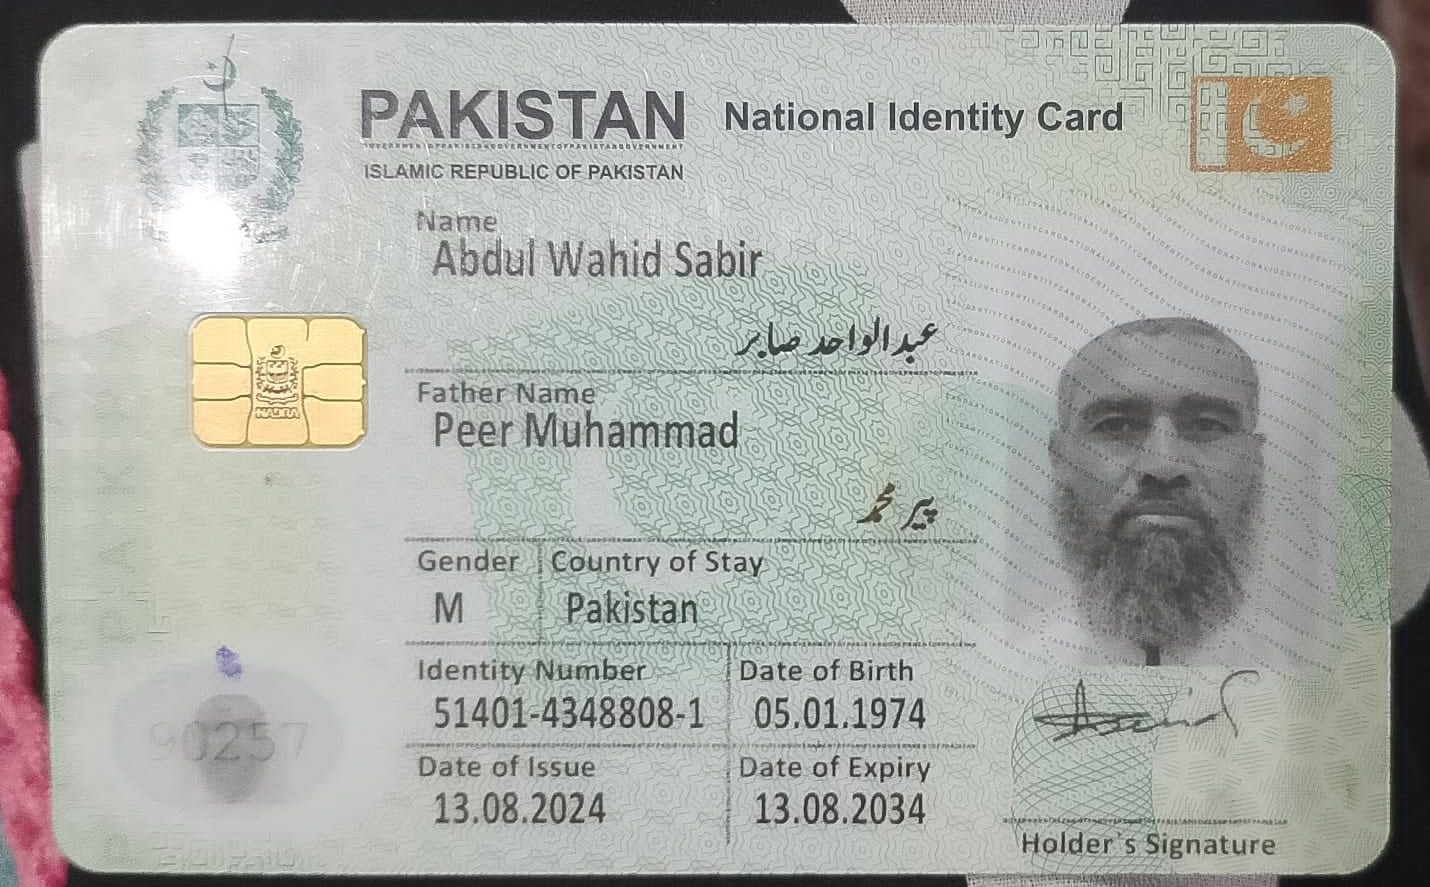 PAKISTAN National Identity Card
ISLAMIC REPUBLIC OF PAKISTAN
Name
Abdul Wahid Sabir
عبدالواحد صابر
Father Name
Peer Muhammad
پیر محمد
Gender Country of Stay
M Pakistan
Identity Number Date of Birth
51401-4348808-1 05.01.1974
Date of Issue Date of Expiry
13.08.2024 13.08.2034
90257
Holder's Signature